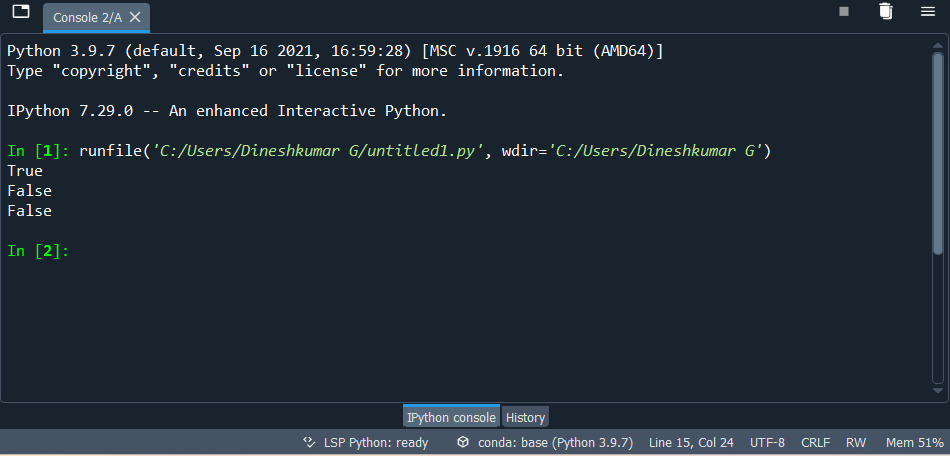 Console 2/A
Python 3.9.7 (default, Sep 16 2021, 16:59:28) [MSC v.1916 64 bit (AMD64)]
Type "copyright", "credits" or "license" for more information.
IPython 7.29.0 -- An enhanced Interactive Python.
In [1]: runfile('C:/Users/Dineshkumar G/untitled1.py', wdir='C:/Users/Dineshkumar G')
True
False
False
In [2]:
IPython console History
LSP Python: ready conda: base (Python 3.9.7) Line 15, Col 24 UTF-8 CRLF RW Mem 51%